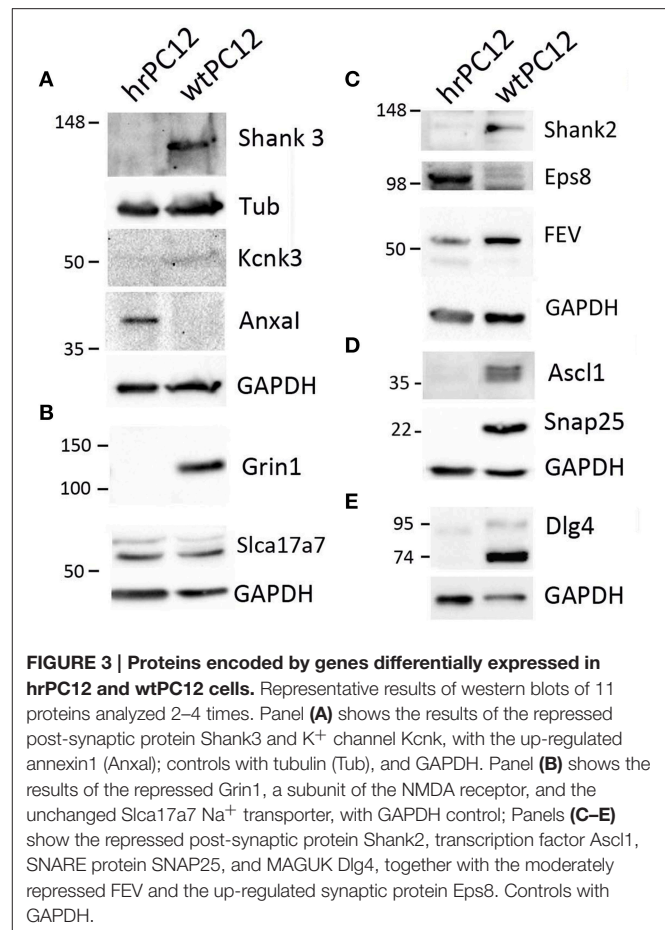 A
hrPC12 wtPC12
148
Shank 3
Tub
50
Kcnk3
AnxaI
35
GAPDH
B
150
Grin1
100
Slca17a7
50
GAPDH
C
hrPC12 wtPC12
148
Shank2
98
Eps8
50
FEV
GAPDH
D
35
Ascl1
22
Snap25
GAPDH
E
95
Dlg4
74
GAPDH
FIGURE 3 | Proteins encoded by genes differentially expressed in
hrPC12 and wtPC12 cells. Representative results of western blots of 11
proteins analyzed 2–4 times. Panel (A) shows the results of the repressed
post-synaptic protein Shank3 and K+ channel Kcnk, with the up-regulated
annexin1 (Anxal); controls with tubulin (Tub), and GAPDH. Panel (B) shows the
results of the repressed Grin1, a subunit of the NMDA receptor, and the
unchanged Slca17a7 Na+ transporter, with GAPDH control; Panels (C–E)
show the repressed post-synaptic protein Shank2, transcription factor Ascl1,
SNARE protein SNAP25, and MAGUK Dlg4, together with the moderately
repressed FEV and the up-regulated synaptic protein Eps8. Controls with
GAPDH.